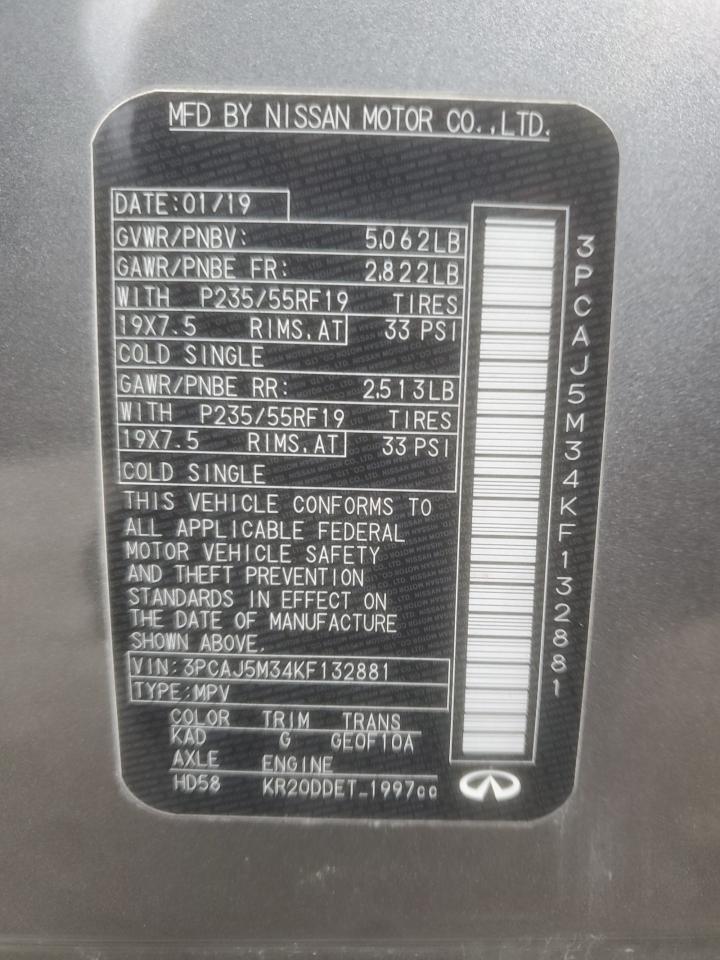 MFD BY NISSAN MOTOR CO.,LTD.
DATE:01/19
GVWR/PNBV: 5,062LB
GAWR/PNBE FR: 2,822LB
WITH P235/55RF19 TIRES
19X7.5 RIMS,AT 33 PSI
COLD SINGLE
GAWR/PNBE RR: 2,513LB
WITH P235/55RF19 TIRES
19X7.5 RIMS,AT 33 PSI
COLD SINGLE
THIS VEHICLE CONFORMS TO
ALL APPLICABLE FEDERAL
MOTOR VEHICLE SAFETY
AND THEFT PREVENTION
STANDARDS IN EFFECT ON
THE DATE OF MANUFACTURE
SHOWN ABOVE.
VIN:3PCAJ5M34KF132881
TYPE:MPV
COLOR TRIM TRANS
KAD G GE0F10A
AXLE ENGINE
HD58 KR20DDET_1997cc
3PCAJ5M34KF132881